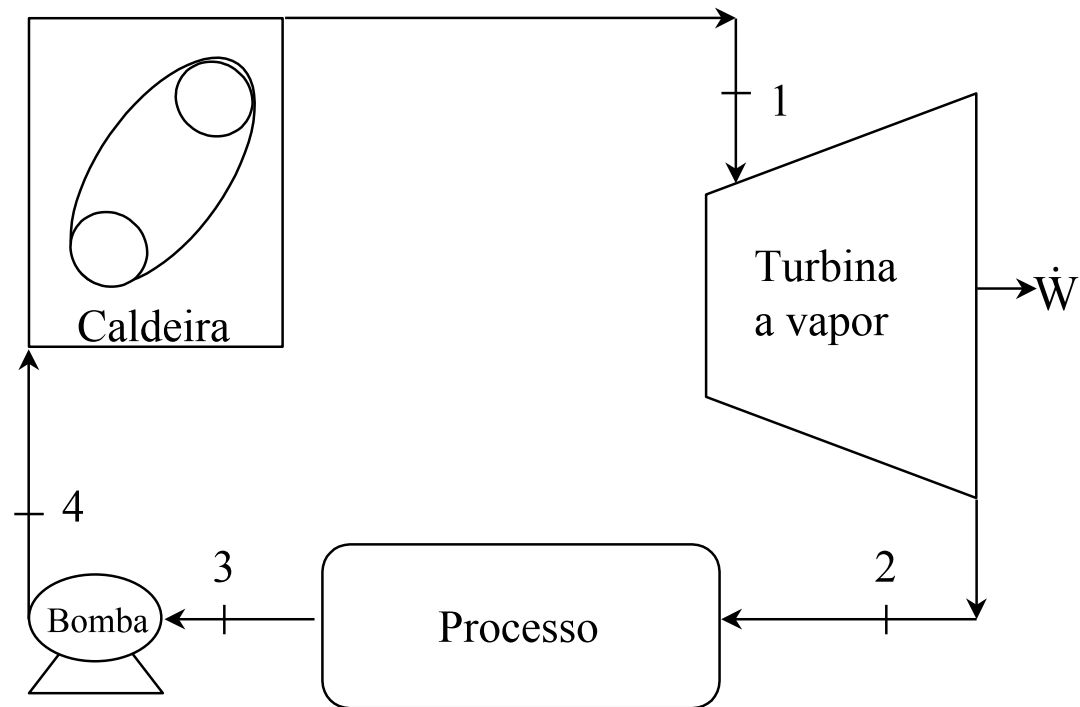 1
Turbina
a vapor
Ẇ
Caldeira
4
3
2
Bomba
Processo